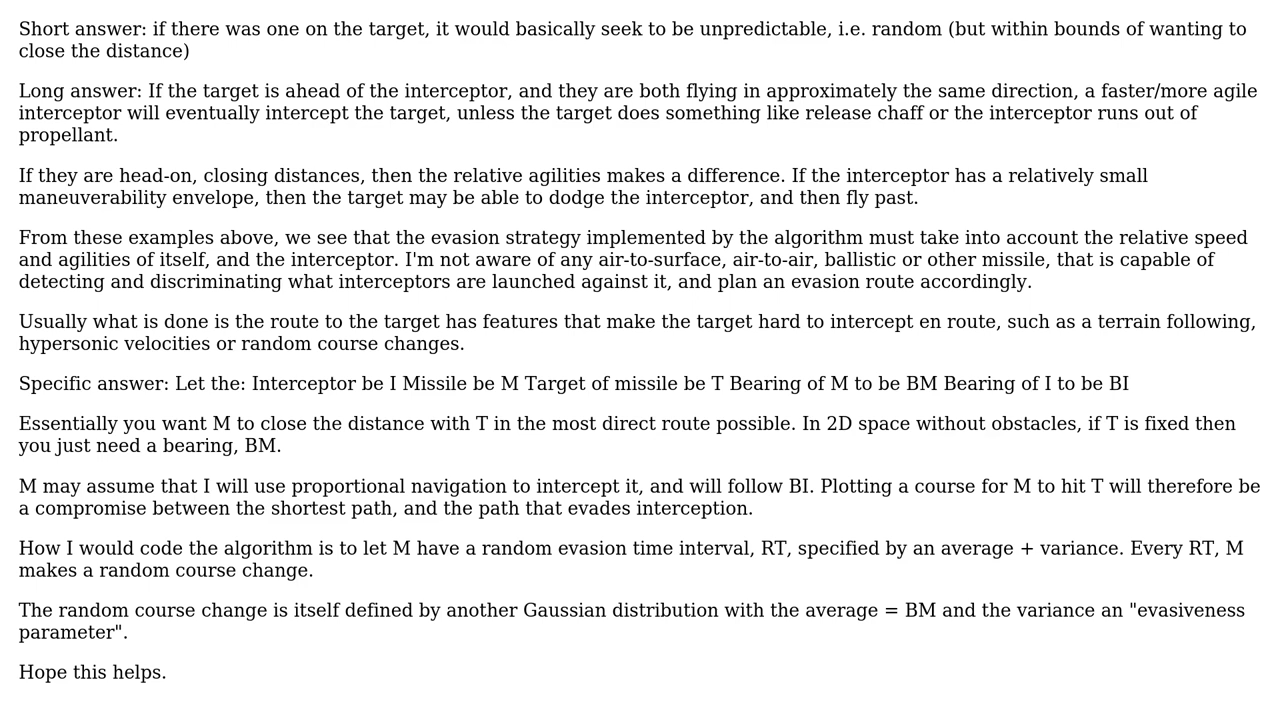 Short answer: if there was one on the target, it would basically seek to be unpredictable, i.e. random (but within bounds of wanting to
close the distance)
Long answer: If the target is ahead of the interceptor, and they are both flying in approximately the same direction, a faster/more agile
interceptor will eventually intercept the target, unless the target does something like release chaff or the interceptor runs out of
propellant.
If they are head-on, closing distances, then the relative agilities makes a difference. If the interceptor has a relatively small
maneuverability envelope, then the target may be able to dodge the interceptor, and then fly past.
From these examples above, we see that the evasion strategy implemented by the algorithm must take into account the relative speed
and agilities of itself, and the interceptor. I'm not aware of any air-to-surface, air-to-air, ballistic or other missile, that is capable of
detecting and discriminating what interceptors are launched against it, and plan an evasion route accordingly.
Usually what is done is the route to the target has features that make the target hard to intercept en route, such as a terrain following,
hypersonic velocities or random course changes.
Specific answer: Let the: Interceptor be I Missile be M Target of missile be T Bearing of M to be BM Bearing of I to be BI
Essentially you want M to close the distance with T in the most direct route possible. In 2D space without obstacles, if T is fixed then
you just need a bearing, BM.
M may assume that I will use proportional navigation to intercept it, and will follow BI. Plotting a course for M to hit T will therefore be
a compromise between the shortest path, and the path that evades interception.
How I would code the algorithm is to let M have a random evasion time interval, RT, specified by an average + variance. Every RT, M
makes a random course change.
The random course change is itself defined by another Gaussian distribution with the average = BM and the variance an "evasiveness
parameter".
Hope this helps.